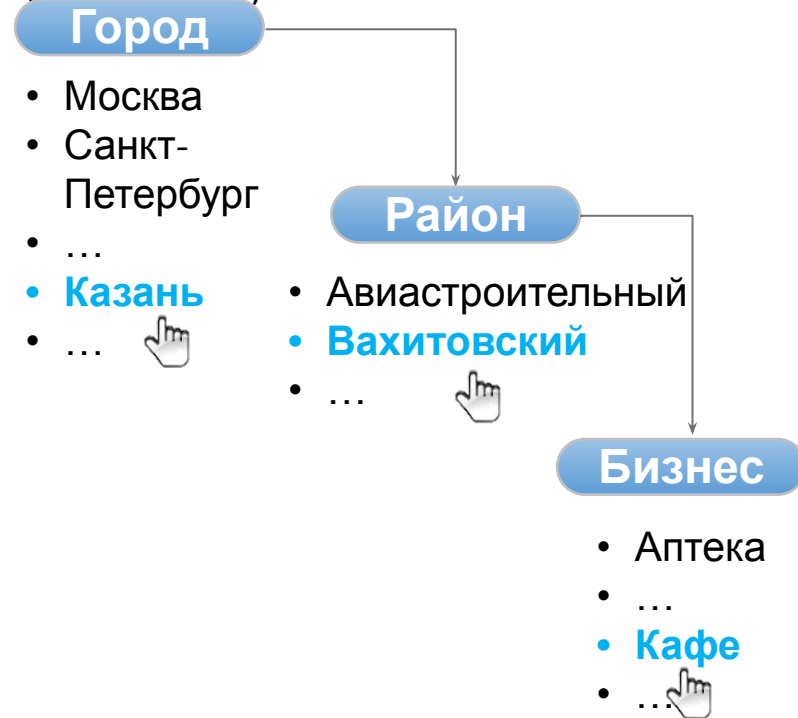 Город
• Москва
• Санкт-
Петербург
• …
• Казань
• …
Район
• Авиастроительный
• Вахитовский
• …
Бизнес
• Аптека
• …
• Кафе
• …